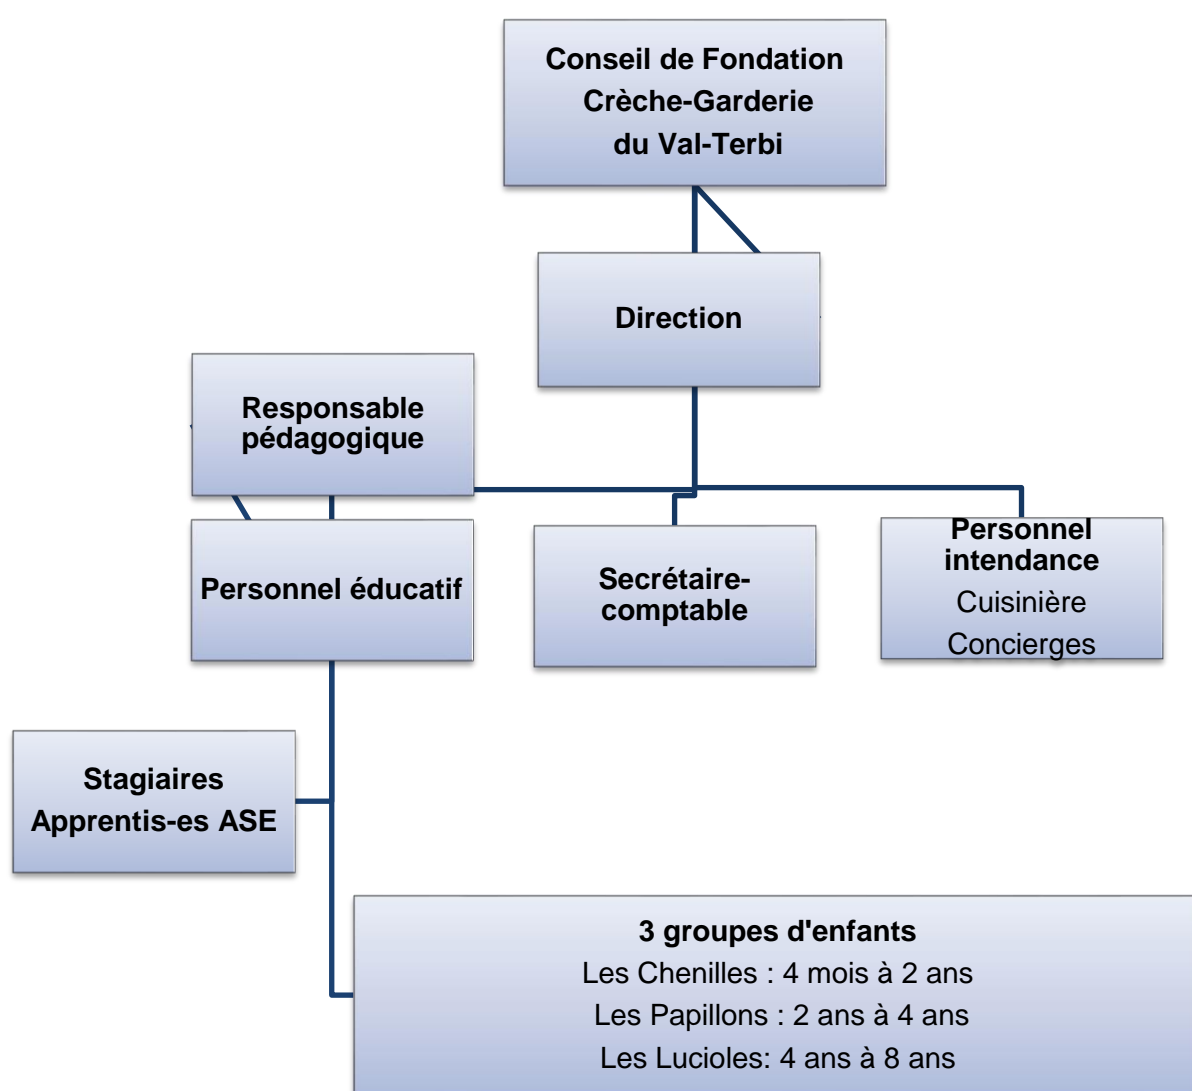 Conseil de Fondation
Crèche-Garderie
du Val-Terbi
Direction
Responsable
pédagogique
Personnel éducatif
Secrétaire-
comptable
Personnel
intendance
Cuisinière
Concierges
Stagiaires
Apprentis-es ASE
3 groupes d'enfants
Les Chenilles : 4 mois à 2 ans
Les Papillons : 2 ans à 4 ans
Les Lucioles: 4 ans à 8 ans